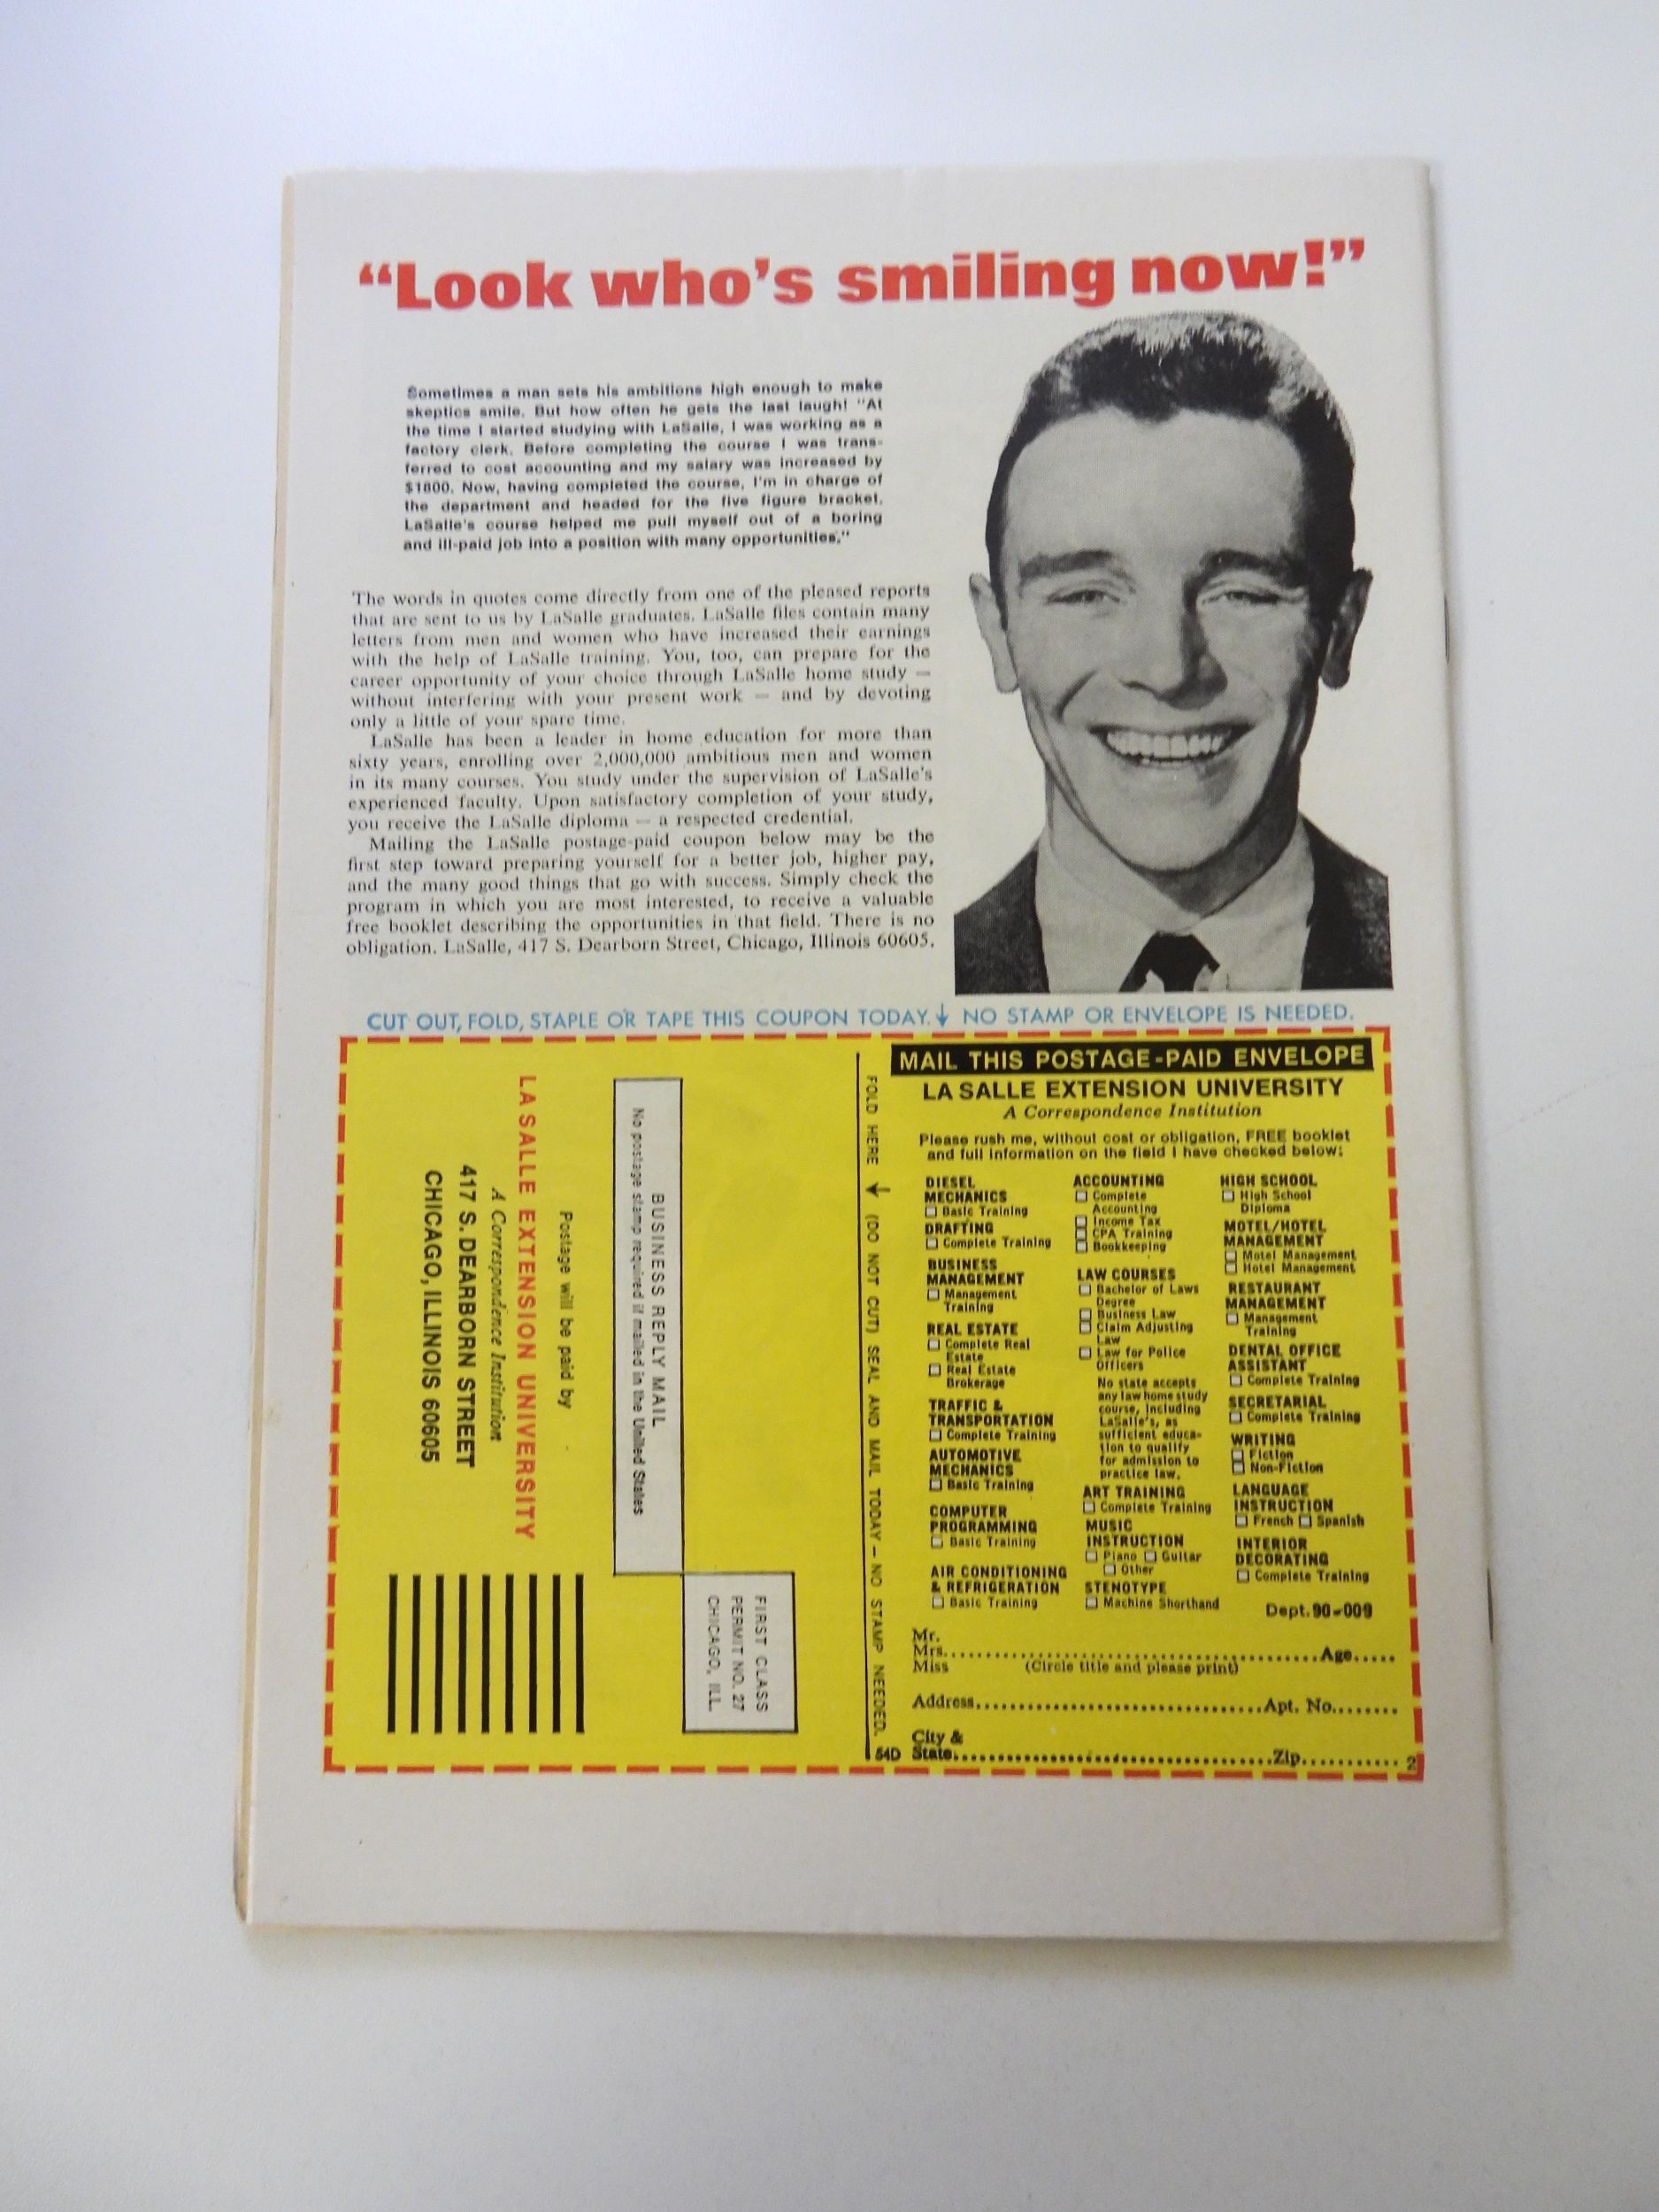 “Look who's smiling now!”
Sometimes a man sets his ambitions high enough to make
skeptics smile. But how often he gets the last laugh! "At
the time I started studying with LaSalle, I was working as a
factory clerk. Before completing the course I was trans-
ferred to cost accounting and my salary was increased by
$1800. Now, having completed the course, I'm in charge of
the department and headed for the five figure bracket.
LaSalle's course helped me pull myself out of a boring
and ill-paid job into a position with many opportunities."
The words in quotes come directly from one of the pleased reports
that are sent to us by LaSalle graduates. LaSalle files contain many
letters from men and women who have increased their earnings
with the help of LaSalle training. You, too, can prepare for the
career opportunity of your choice through LaSalle home study —
without interfering with your present work — and by devoting
only a little of your spare time.
LaSalle has been a leader in home education for more than
sixty years, enrolling over 2,000,000 ambitious men and women
in its many courses. You study under the supervision of LaSalle's
experienced faculty. Upon satisfactory completion of your study,
you receive the LaSalle diploma — a respected credential.
Mailing the LaSalle postage-paid coupon below may be the
first step toward preparing yourself for a better job, higher pay,
and the many good things that go with success. Simply check the
program in which you are most interested, to receive a valuable
free booklet describing the opportunities in that field. There is no
obligation. LaSalle, 417 S. Dearborn Street, Chicago, Illinois 60605.
CUT OUT, FOLD, STAPLE OR TAPE THIS COUPON TODAY. NO STAMP OR ENVELOPE IS NEEDED.
FIRST CLASS
PERMIT NO. 27
CHICAGO, ILL.
BUSINESS REPLY MAIL
No postage stamp required if mailed in the United States
Postage will be paid by
LA SALLE EXTENSION UNIVERSITY
A Correspondence Institution
417 S. DEARBORN STREET
CHICAGO, ILLINOIS 60605
FOLD HERE (DO NOT CUT) SEAL AND MAIL TODAY — NO STAMP NEEDED.
MAIL THIS POSTAGE-PAID ENVELOPE
LA SALLE EXTENSION UNIVERSITY
A Correspondence Institution
Please rush me, without cost or obligation, FREE booklet
and full information on the field I have checked below:
DIESEL
MECHANICS
Basic Training
DRAFTING
Complete Training
BUSINESS
MANAGEMENT
Management
Training
REAL ESTATE
Complete Real
Estate
Real Estate
Brokerage
TRAFFIC &
TRANSPORTATION
Complete Training
AUTOMOTIVE
MECHANICS
Basic Training
COMPUTER
PROGRAMMING
Basic Training
AIR CONDITIONING
& REFRIGERATION
Basic Training
ACCOUNTING
Complete
Accounting
Income Tax
CPA Training
Bookkeeping
LAW COURSES
Bachelor of Laws
Degree
Business Law
Claim Adjusting
Law
Law for Police
Officers
No state accepts
any law home study
course, including
LaSalle's, as
sufficient educa-
tion to qualify
for admission to
practice law.
ART TRAINING
Complete Training
MUSIC
INSTRUCTION
Piano Guitar
Other
STENOTYPE
Machine Shorthand
HIGH SCHOOL
High School
Diploma
MOTEL/HOTEL
MANAGEMENT
Motel Management
Hotel Management
RESTAURANT
MANAGEMENT
Management
Training
DENTAL OFFICE
ASSISTANT
Complete Training
SECRETARIAL
Complete Training
WRITING
Fiction
Non-Fiction
LANGUAGE
INSTRUCTION
French Spanish
INTERIOR
DECORATING
Complete Training
Dept. 90-009
Mr.
Mrs. Age
Miss (Circle title and please print)
Address Apt. No.
City &
54D State Zip 2